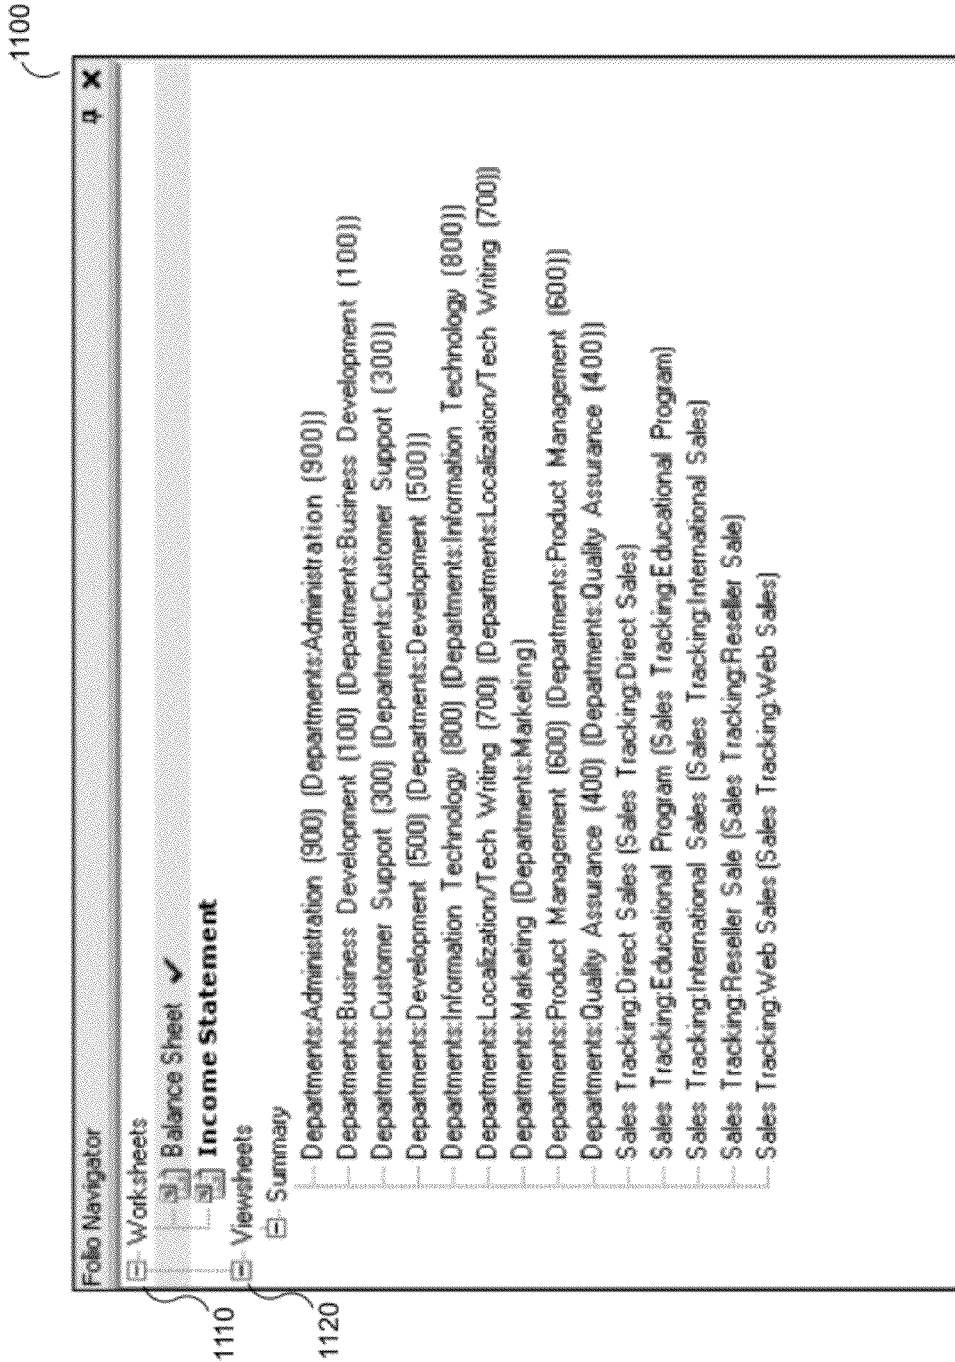 1100
Folio Navigator
Worksheets
Balance Sheet
Income Statement
Viewsheets
Summary
Departments:Administration (900) (Departments:Administration (900))
Departments:Business Development (100) (Departments:Business Development (100))
Departments:Customer Support (300) (Departments:Customer Support (300))
Departments:Development (500) (Departments:Development (500))
Departments:Information Technology (800) (Departments:Information Technology (800))
Departments:Localization/Tech Writing (700) (Departments:Localization/Tech Writing (700))
Departments:Marketing (Departments:Marketing)
Departments:Product Management (600) (Departments:Product Management (600))
Departments:Quality Assurance (400) (Departments:Quality Assurance (400))
Sales Tracking:Direct Sales (Sales Tracking:Direct Sales)
Sales Tracking:Educational Program (Sales Tracking:Educational Program)
Sales Tracking:International Sales (Sales Tracking:International Sales)
Sales Tracking:Reseller Sale (Sales Tracking:Reseller Sale)
Sales Tracking:Web Sales (Sales Tracking:Web Sales)
1110
1120